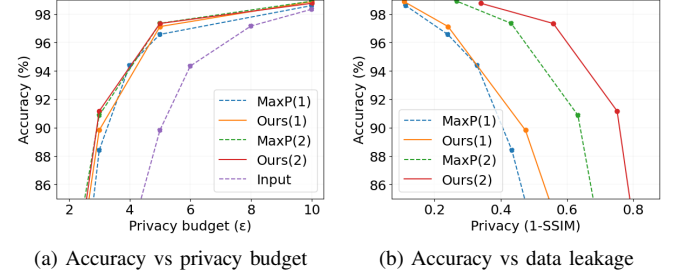 98
96
94
92
90
88
86
Accuracy (%)
MaxP(1)
Ours(1)
MaxP(2)
Ours(2)
Input
2 4 6 8 10
Privacy budget (ε)
(a) Accuracy vs privacy budget
98
96
94
92
90
88
86
Accuracy (%)
MaxP(1)
Ours(1)
MaxP(2)
Ours(2)
0.2 0.4 0.6 0.8
Privacy (1-SSIM)
(b) Accuracy vs data leakage